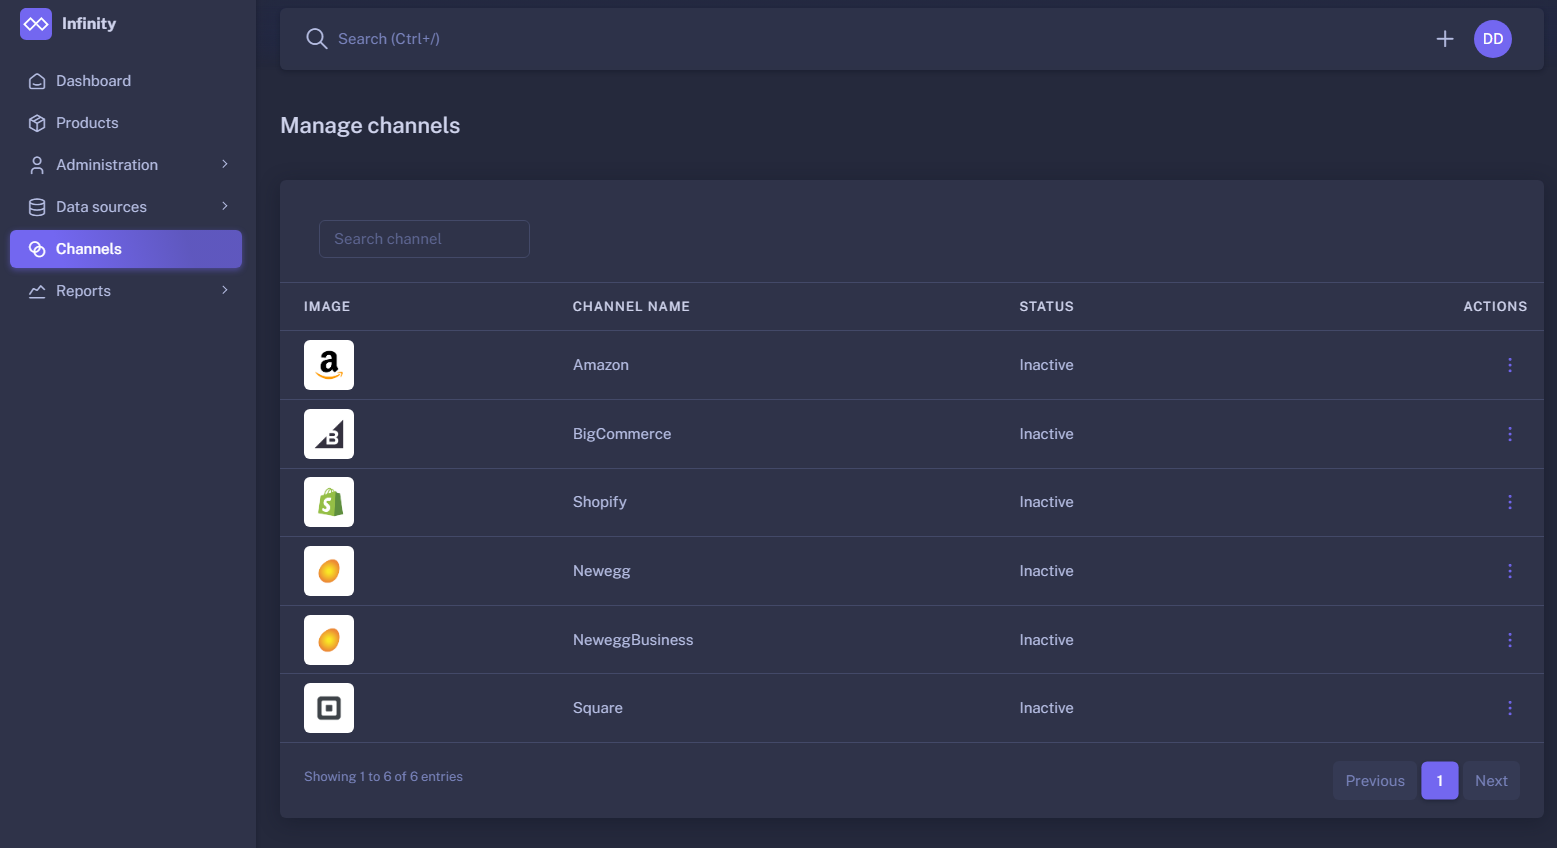 Infinity
Dashboard
Products
Administration
Data sources
Channels
Reports
Search (Ctrl+/)
DD
Manage channels
Search channel
IMAGE CHANNEL NAME STATUS ACTIONS
a Amazon Inactive
B BigCommerce Inactive
S Shopify Inactive
Newegg Inactive
NeweggBusiness Inactive
Square Inactive
Showing 1 to 6 of 6 entries
Previous 1 Next